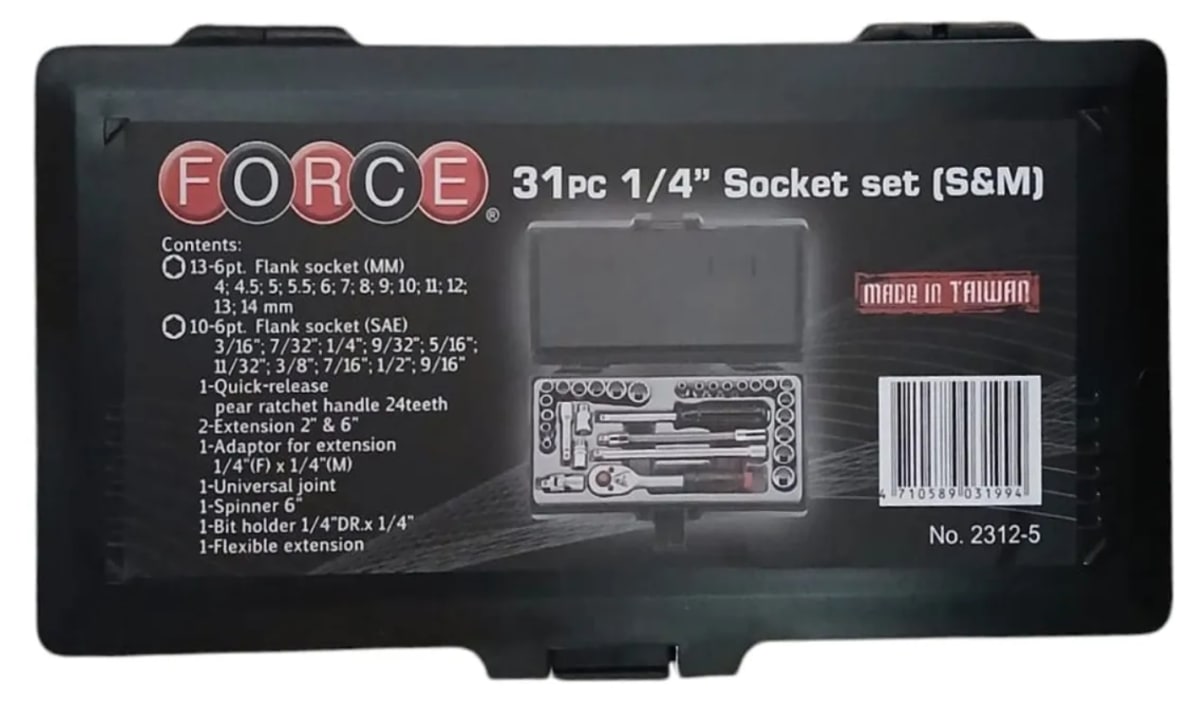 FORCE®
31PC 1/4" Socket set (S&M)
Contents:
13-6pt. Flank socket (MM)
4; 4.5; 5; 5.5; 6; 7; 8; 9; 10; 11; 12;
13; 14 mm
10-6pt. Flank socket (SAE)
3/16"; 7/32"; 1/4"; 9/32"; 5/16";
11/32"; 3/8"; 7/16"; 1/2"; 9/16"
1-Quick-release
pear ratchet handle 24teeth
2-Extension 2" & 6"
1-Adaptor for extension
1/4"(F) x 1/4"(M)
1-Universal joint
1-Spinner 6"
1-Bit holder 1/4"DR.x 1/4"
1-Flexible extension
MADE IN TAIWAN
4 710589 031994
No. 2312-5